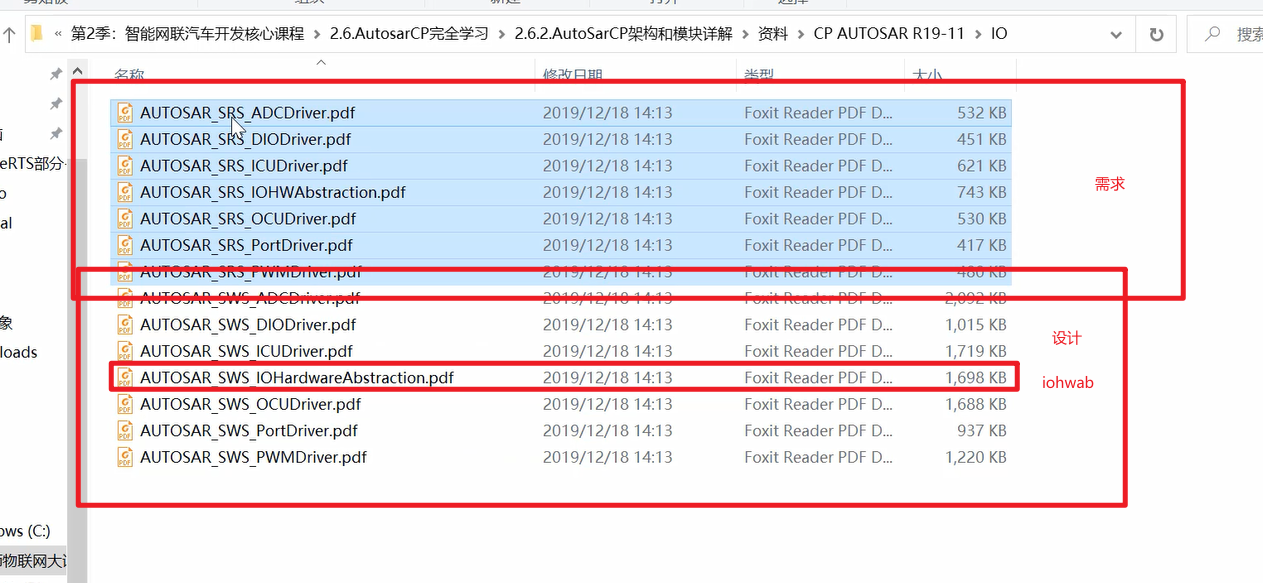 « 第2季：智能网联汽车开发核心课程 › 2.6.AutosarCP完全学习 › 2.6.2.AutoSarCP架构和模块详解 › 资料 › CP AUTOSAR R19-11 › IO 搜索
名称 修改日期 类型 大小
AUTOSAR_SRS_ADCDriver.pdf 2019/12/18 14:13 Foxit Reader PDF D... 532 KB
AUTOSAR_SRS_DIODriver.pdf 2019/12/18 14:13 Foxit Reader PDF D... 451 KB
AUTOSAR_SRS_ICUDriver.pdf 2019/12/18 14:13 Foxit Reader PDF D... 621 KB
eRTS部分
AUTOSAR_SRS_IOHWAbstraction.pdf 2019/12/18 14:13 Foxit Reader PDF D... 743 KB
需求
AUTOSAR_SRS_OCUDriver.pdf 2019/12/18 14:13 Foxit Reader PDF D... 530 KB
al
AUTOSAR_SRS_PortDriver.pdf 2019/12/18 14:13 Foxit Reader PDF D... 417 KB
AUTOSAR_SRS_PWMDriver.pdf 2019/12/18 14:13 Foxit Reader PDF D... 480 KB
AUTOSAR_SWS_ADCDriver.pdf 2019/12/18 14:13 Foxit Reader PDF D... 2,092 KB
AUTOSAR_SWS_DIODriver.pdf 2019/12/18 14:13 Foxit Reader PDF D... 1,015 KB
象
设计
AUTOSAR_SWS_ICUDriver.pdf 2019/12/18 14:13 Foxit Reader PDF D... 1,719 KB
loads
AUTOSAR_SWS_IOHardwareAbstraction.pdf 2019/12/18 14:13 Foxit Reader PDF D... 1,698 KB
iohwab
AUTOSAR_SWS_OCUDriver.pdf 2019/12/18 14:13 Foxit Reader PDF D... 1,688 KB
AUTOSAR_SWS_PortDriver.pdf 2019/12/18 14:13 Foxit Reader PDF D... 937 KB
AUTOSAR_SWS_PWMDriver.pdf 2019/12/18 14:13 Foxit Reader PDF D... 1,220 KB
ows (C:)
物联网大